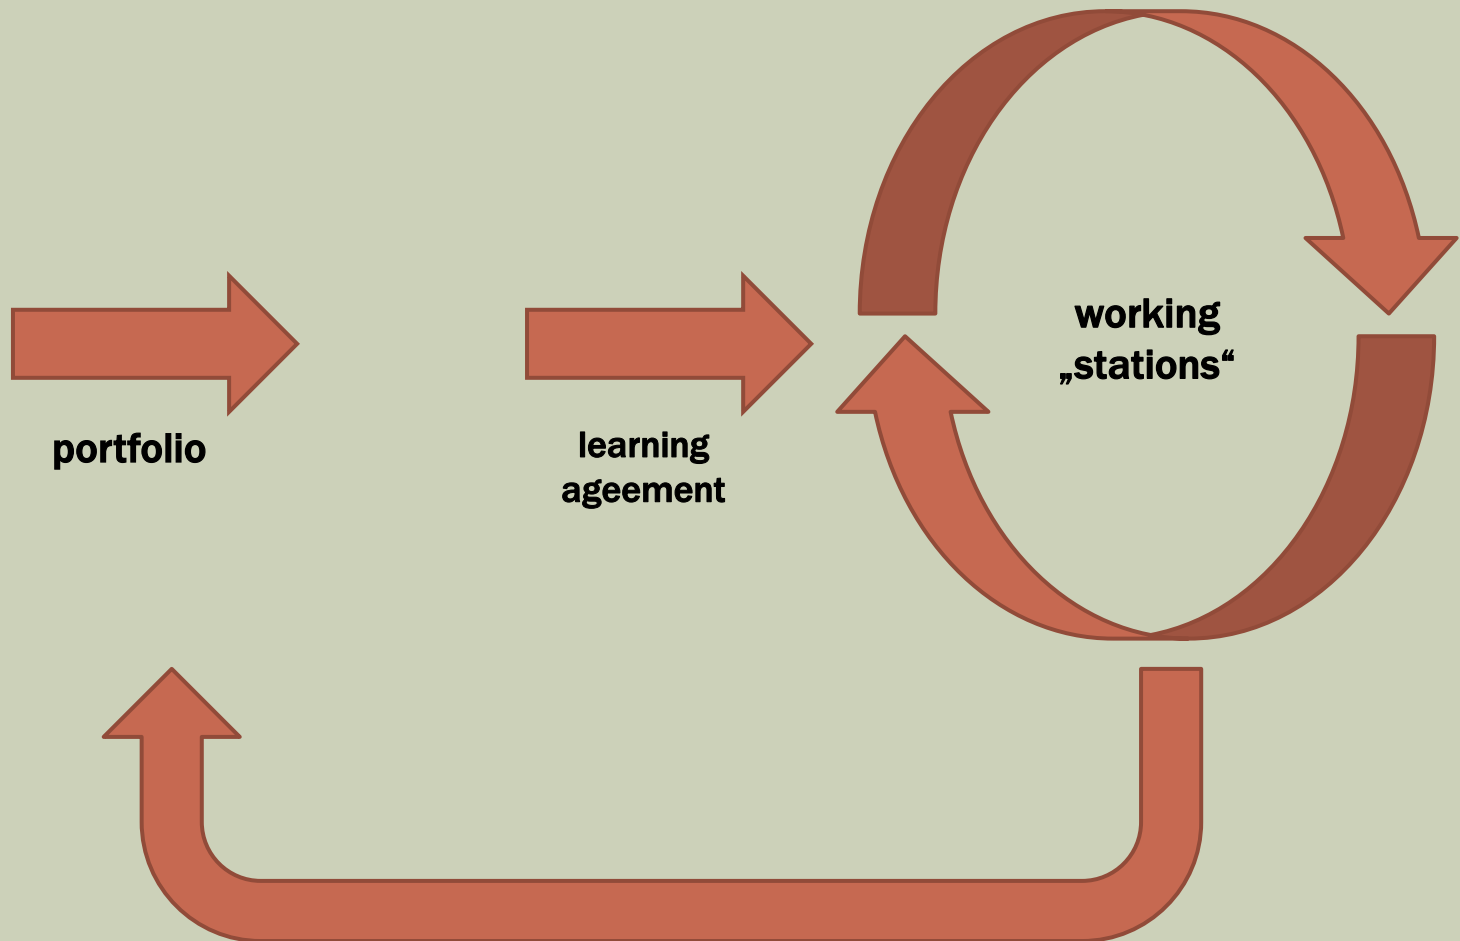 portfolio
learning
ageement
working
„stations“